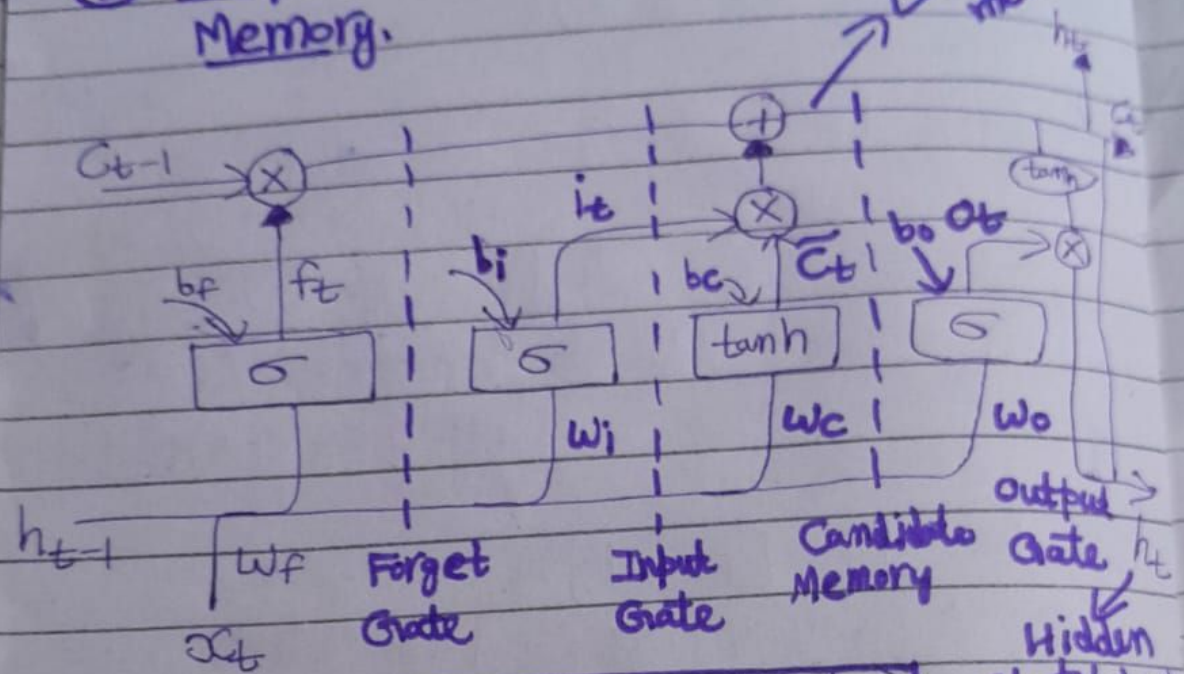 Memory.
ht
Ct-1
×
+
it
×
C̃t
tanh
bf
ft
bi
bc
bo
Ot
×
σ
σ
tanh
σ
Wi
Wc
Wo
ht-1
Wf
xt
Forget
Gate
Input
Gate
Candidate
Memory
Output
Gate
ht
Hidden